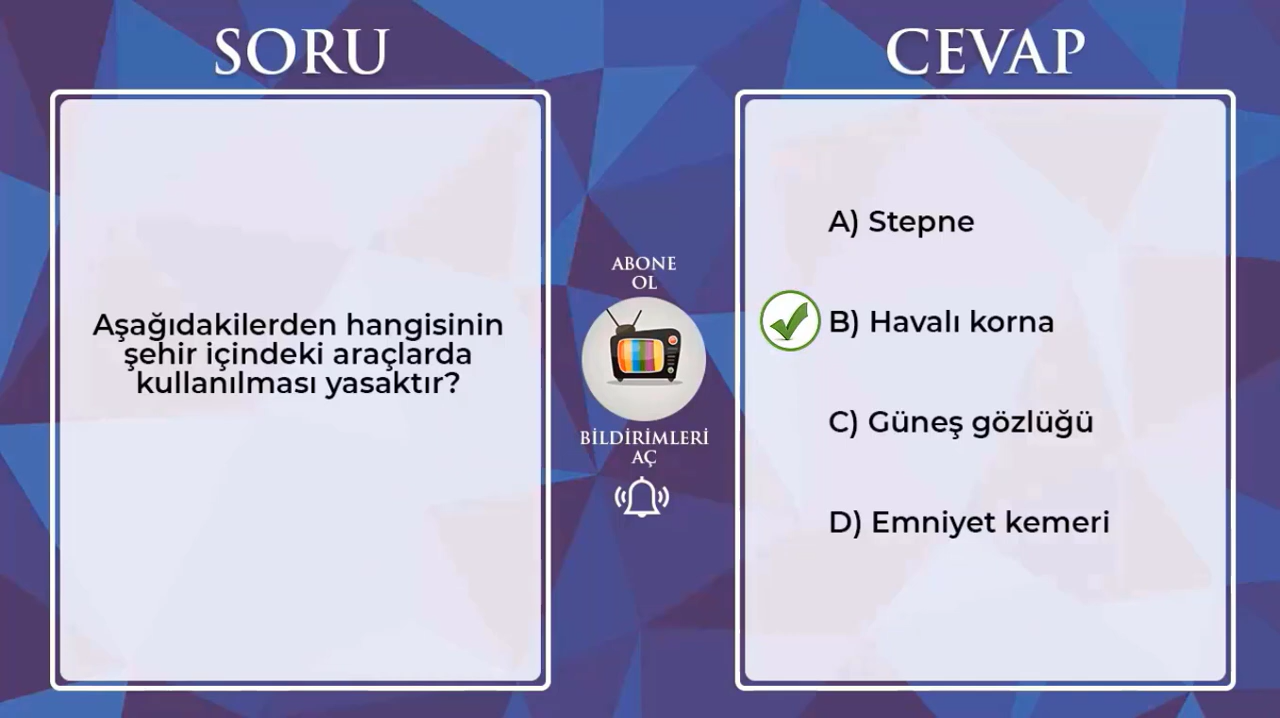 SORU
Aşağıdakilerden hangisinin
şehir içindeki araçlarda
kullanılması yasaktır?
ABONE
OL
BİLDİRİMLERİ
AÇ
CEVAP
A) Stepne
B) Havalı korna
C) Güneş gözlüğü
D) Emniyet kemeri